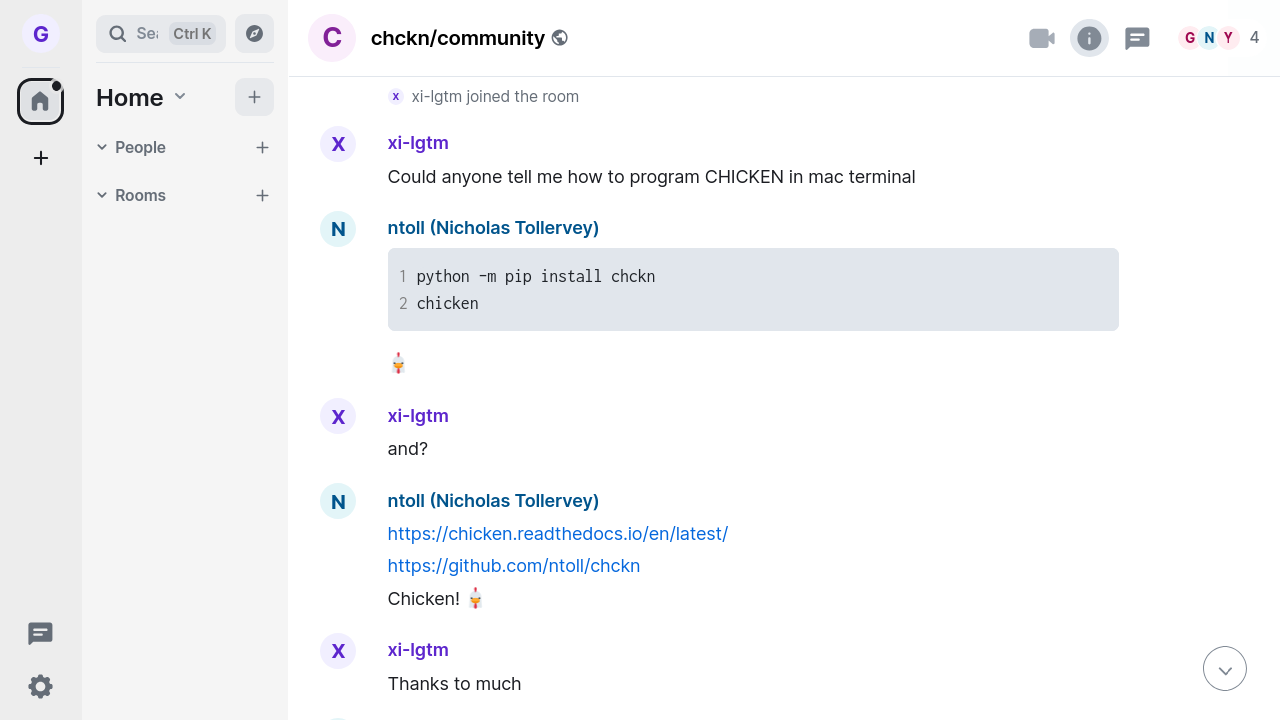 G
Sea
Ctrl K
Home
People
Rooms
C
chckn/community
G N Y 4
x xi-lgtm joined the room
X
xi-lgtm
Could anyone tell me how to program CHICKEN in mac terminal
N
ntoll (Nicholas Tollervey)
1 python -m pip install chckn
2 chicken
🐔
X
xi-lgtm
and?
N
ntoll (Nicholas Tollervey)
https://chicken.readthedocs.io/en/latest/
https://github.com/ntoll/chckn
Chicken! 🐔
X
xi-lgtm
Thanks to much